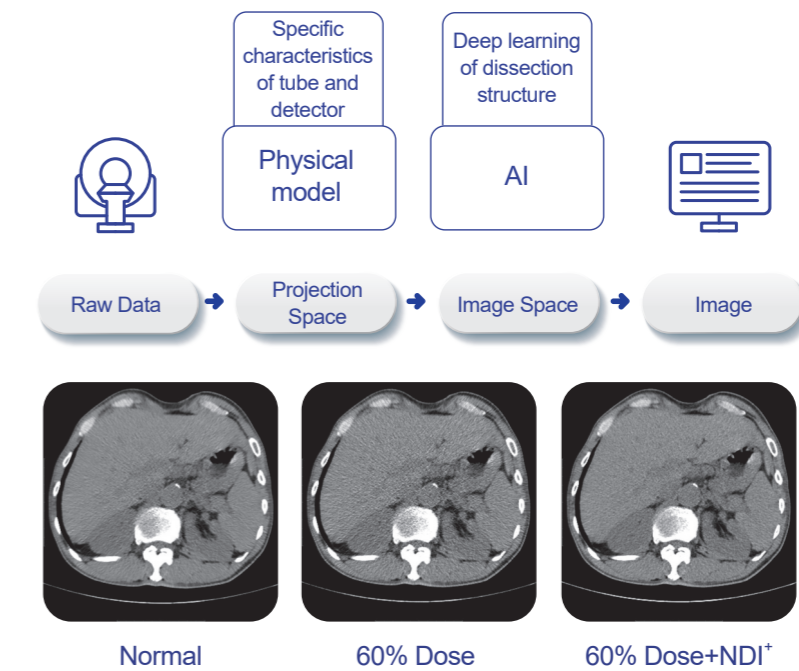 Specific
characteristics
of tube and
detector
Deep learning
of dissection
structure
Physical
model
AI
Raw Data
Projection
Space
Image Space
Image
Normal
60% Dose
60% Dose+NDI⁺